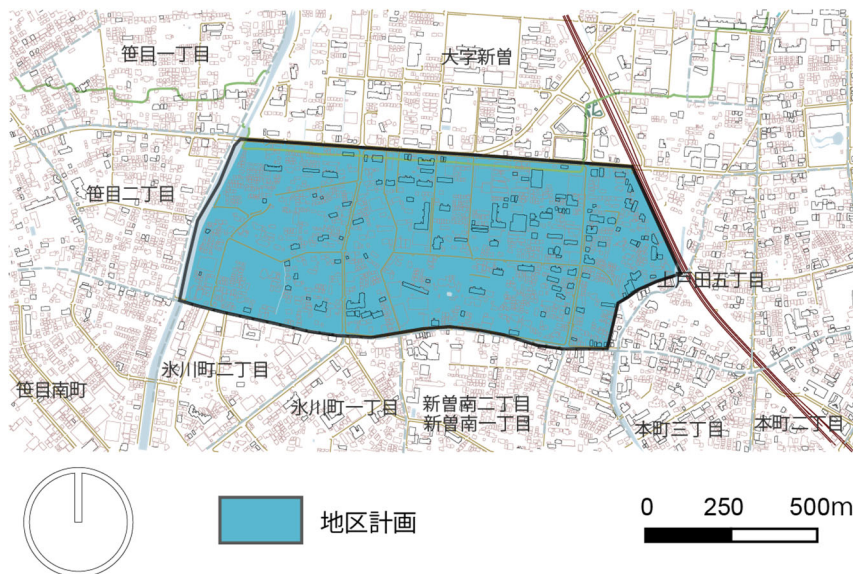 笹目一丁目
大字新曽
笹目二丁目
上戸田五丁目
氷川町二丁目
笹目南町
氷川町一丁目
新曽南二丁目
新曽南一丁目
本町三丁目
本町二丁目
地区計画
0 250 500m